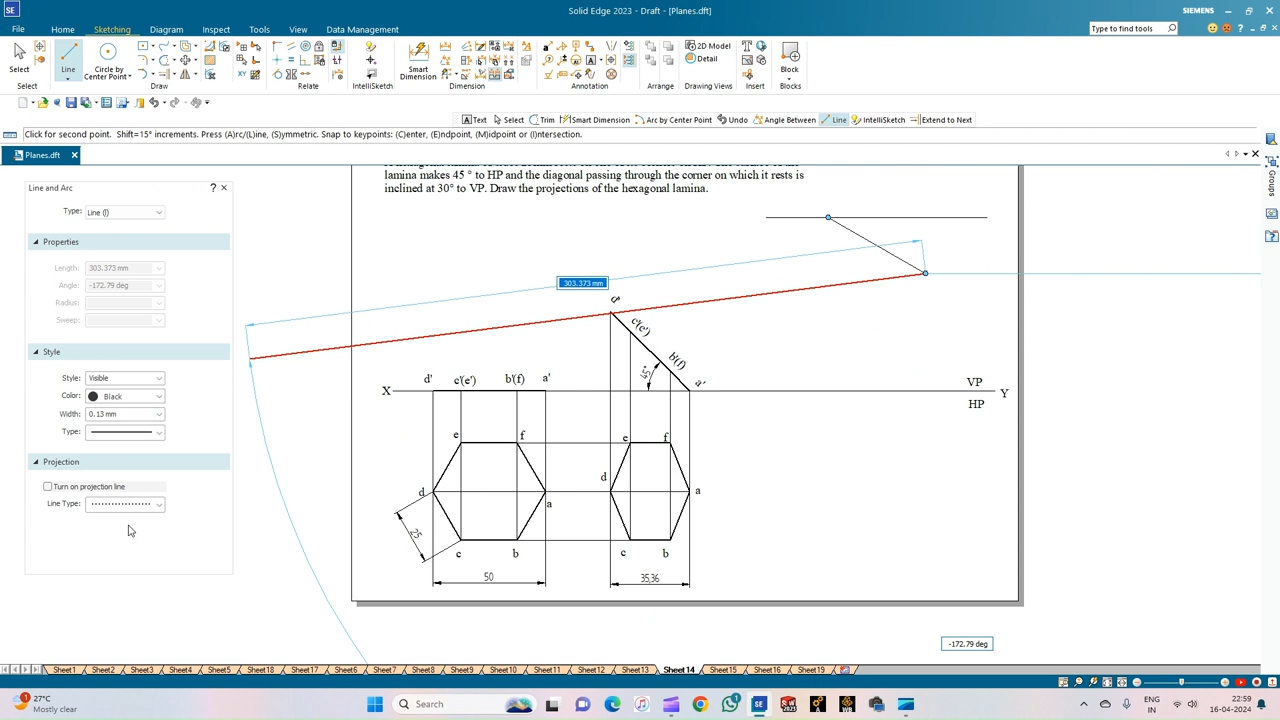 Solid Edge 2023 - Draft - [Planes.dft]
SIEMENS
File Home Sketching Diagram Inspect Tools View Data Management
Type to find tools
Select
Line
Circle by Center Point
Smart Dimension
2D Model
Detail
Block
Select Draw Relate IntelliSketch Dimension Annotation Arrange Drawing Views Insert Blocks
Text Select Trim Smart Dimension Arc by Center Point Undo Angle Between Line IntelliSketch Extend to Next
Click for second point. Shift=15° increments. Press (A)rc/(L)ine, (S)ymmetric. Snap to keypoints: (C)enter, (E)ndpoint, (M)idpoint or (I)ntersection.
Planes.dft
Groups
Line and Arc
Type: Line (l)
Properties
Length: 303.373 mm
Angle: -172.79 deg
Radius:
Sweep:
Style
Style: Visible
Color: Black
Width: 0.13 mm
Type:
Projection
Turn on projection line
Line Type:
lamina makes 45 ° to HP and the diagonal passing through the corner on which it rests is
inclined at 30° to VP. Draw the projections of the hexagonal lamina.
303.373 mm
d'
c'(e')
b'(f)
45°
a'
d' c'(e') b'(f) a'
X
VP
Y
HP
e f e f
d a d a
25
c b c b
50
35,36
-172.79 deg
Sheet1 Sheet2 Sheet3 Sheet4 Sheet5 Sheet18 Sheet17 Sheet6 Sheet7 Sheet8 Sheet9 Sheet10 Sheet11 Sheet12 Sheet13 Sheet14 Sheet15 Sheet16 Sheet19
27°C
Mostly clear
Search
ENG
IN
22:59
16-04-2024